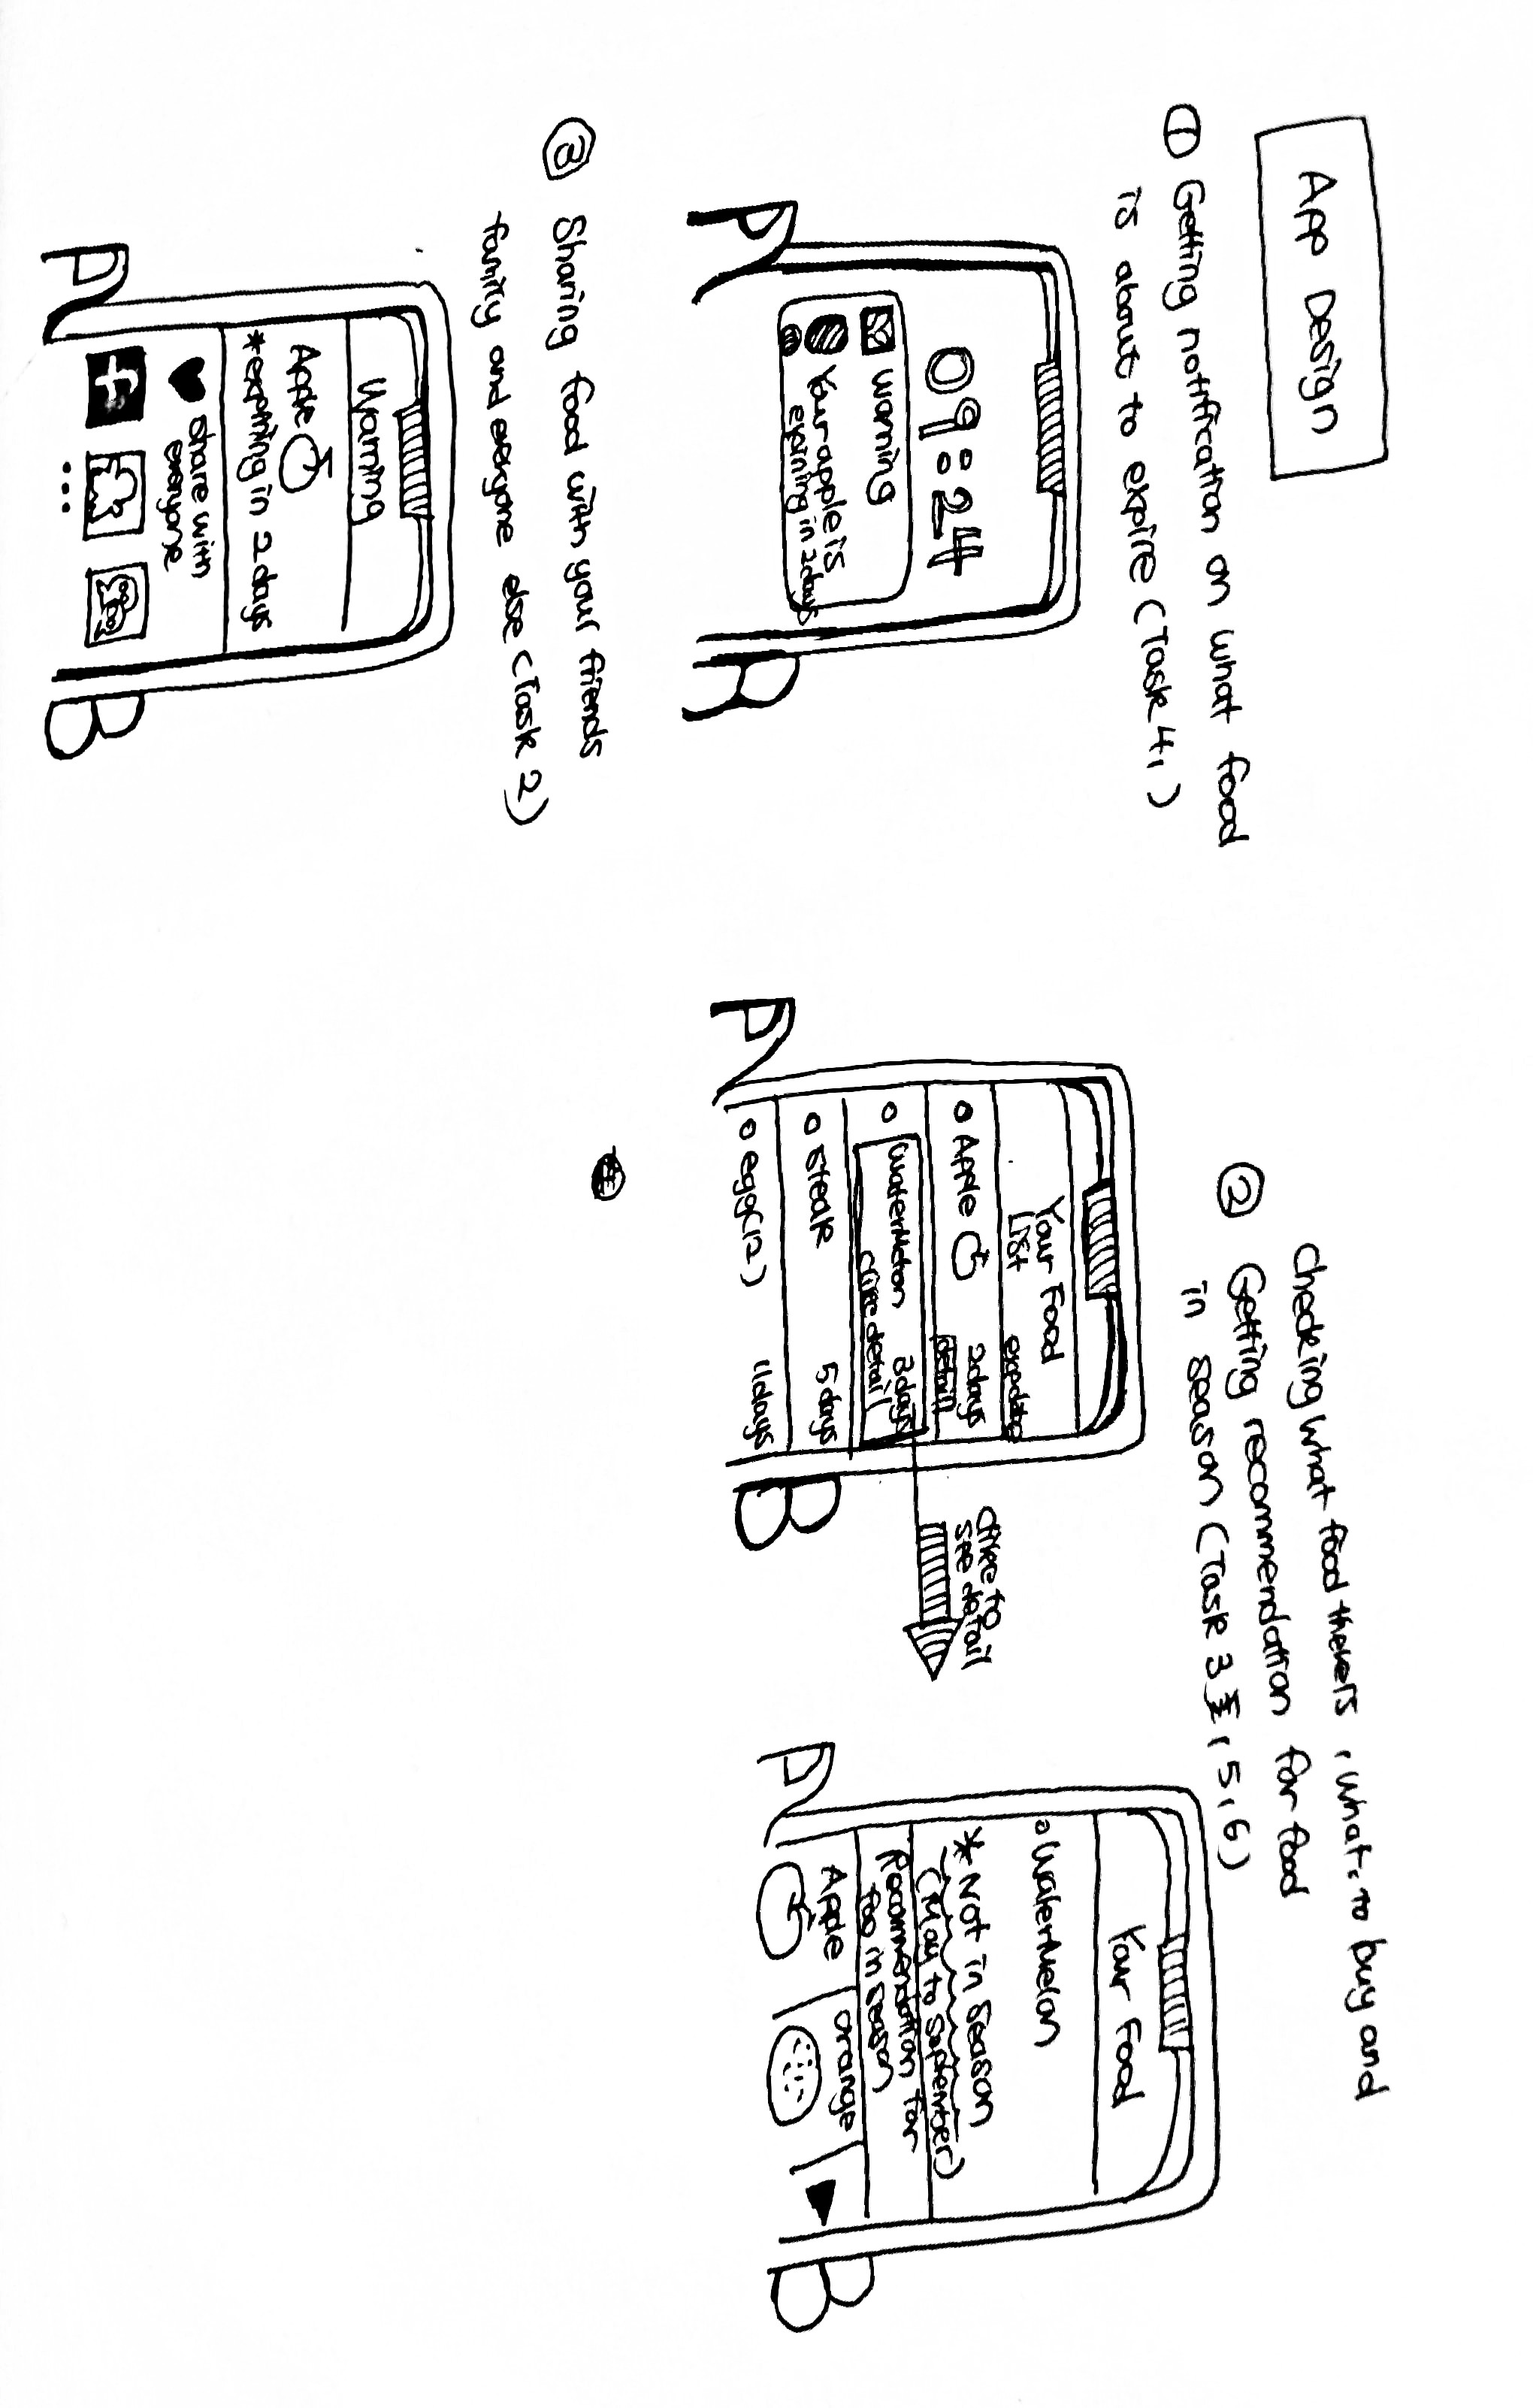 App Design
① Getting notification on what food
is about to expire (Task 4, )
09:24
warning
Your apple is
expiring in 2days
checking what food there is, what to buy and
② Getting recommendation for food
in season (Task 3, 5, 6)
Your Food
List
expdate
Apple 2days
detail
WaterMelon 3days
click detail
Steak 5days
egg(12) 11days
click to
see detail
Your Food
WaterMelon
*Not in season
(May to September)
Recommendation for
foo in season
Apple
orange
③ Sharing food with your friends
family and everyone else (Task 2)
Warning
Apple
*expiring in 2days
♥ share with
everyone
f
...